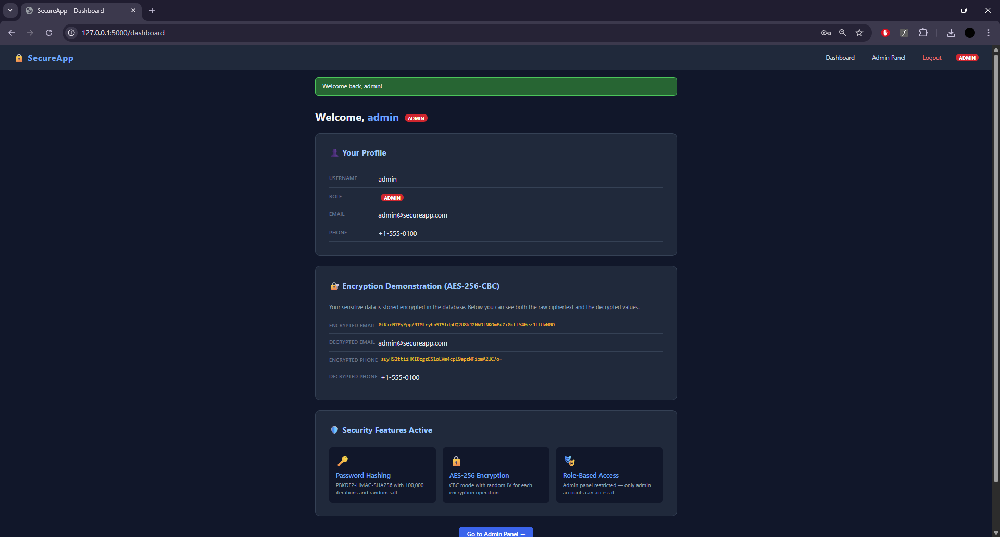 SecureApp – Dashboard
127.0.0.1:5000/dashboard
SecureApp
Dashboard
Admin Panel
Logout
ADMIN
Welcome back, admin!
Welcome, admin ADMIN
Your Profile
USERNAME admin
ROLE ADMIN
EMAIL admin@secureapp.com
PHONE +1-555-0100
Encryption Demonstration (AES-256-CBC)
Your sensitive data is stored encrypted in the database. Below you can see both the raw ciphertext and the decrypted values.
ENCRYPTED EMAIL 0iK+eN7FyYpp/9IMlryhn5T5tdpUQ2U8kJ2NVOtNKOmFdZ+GkttY4HezJtlUvN0O
DECRYPTED EMAIL admin@secureapp.com
ENCRYPTED PHONE suyHS2ttiiHKI0zgzE51oLVm4cpl9epzNFiomA2UC/o=
DECRYPTED PHONE +1-555-0100
Security Features Active
Password Hashing
PBKDF2-HMAC-SHA256 with 100,000
iterations and random salt
AES-256 Encryption
CBC mode with random IV for each
encryption operation
Role-Based Access
Admin panel restricted — only admin
accounts can access it
Go to Admin Panel →